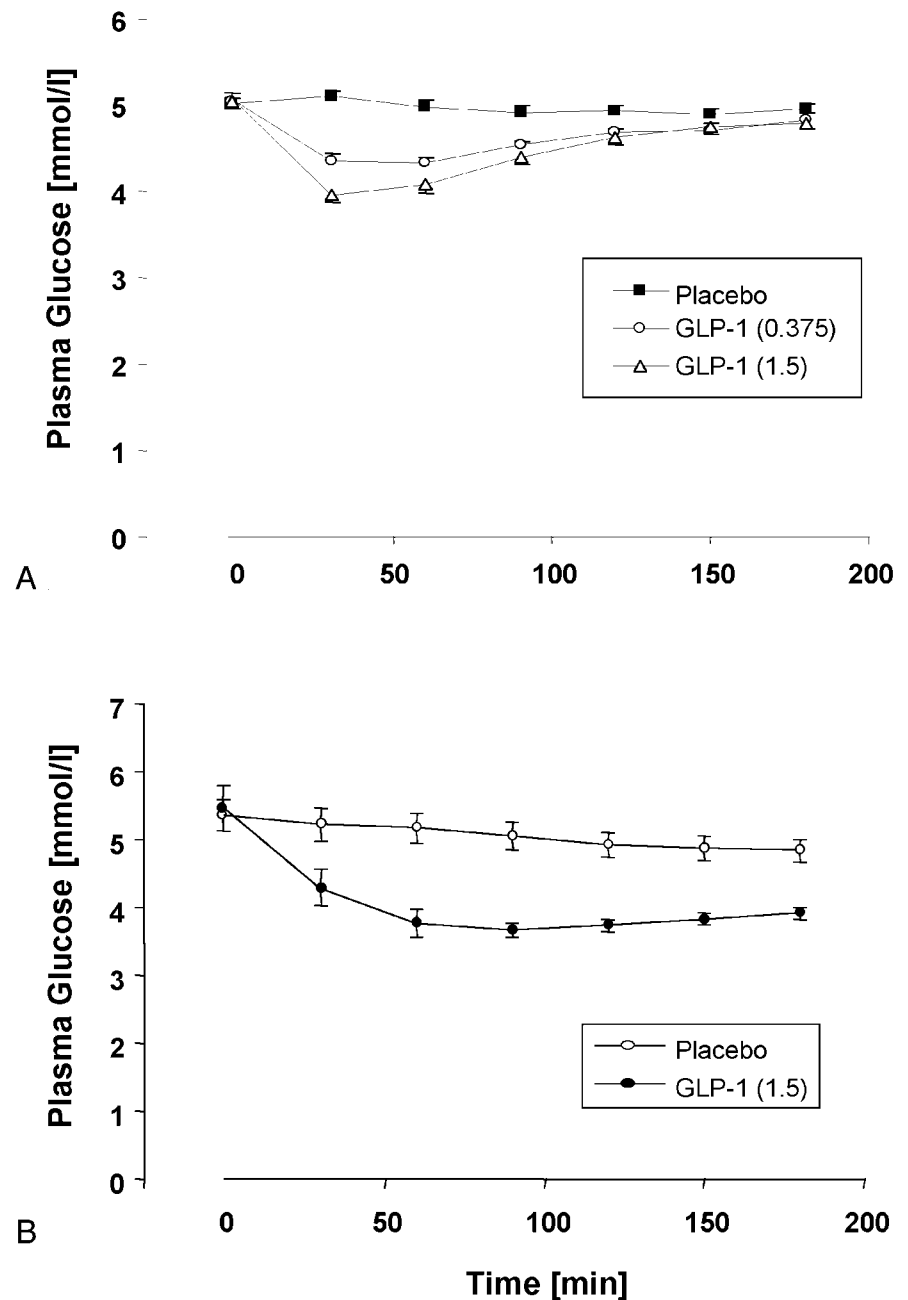 Plasma Glucose [mmol/l]
6
5
4
3
2
1
0
Placebo
GLP-1 (0.375)
GLP-1 (1.5)
0 50 100 150 200
A
Plasma Glucose [mmol/l]
7
6
5
4
3
2
1
0
Placebo
GLP-1 (1.5)
0 50 100 150 200
B
Time [min]